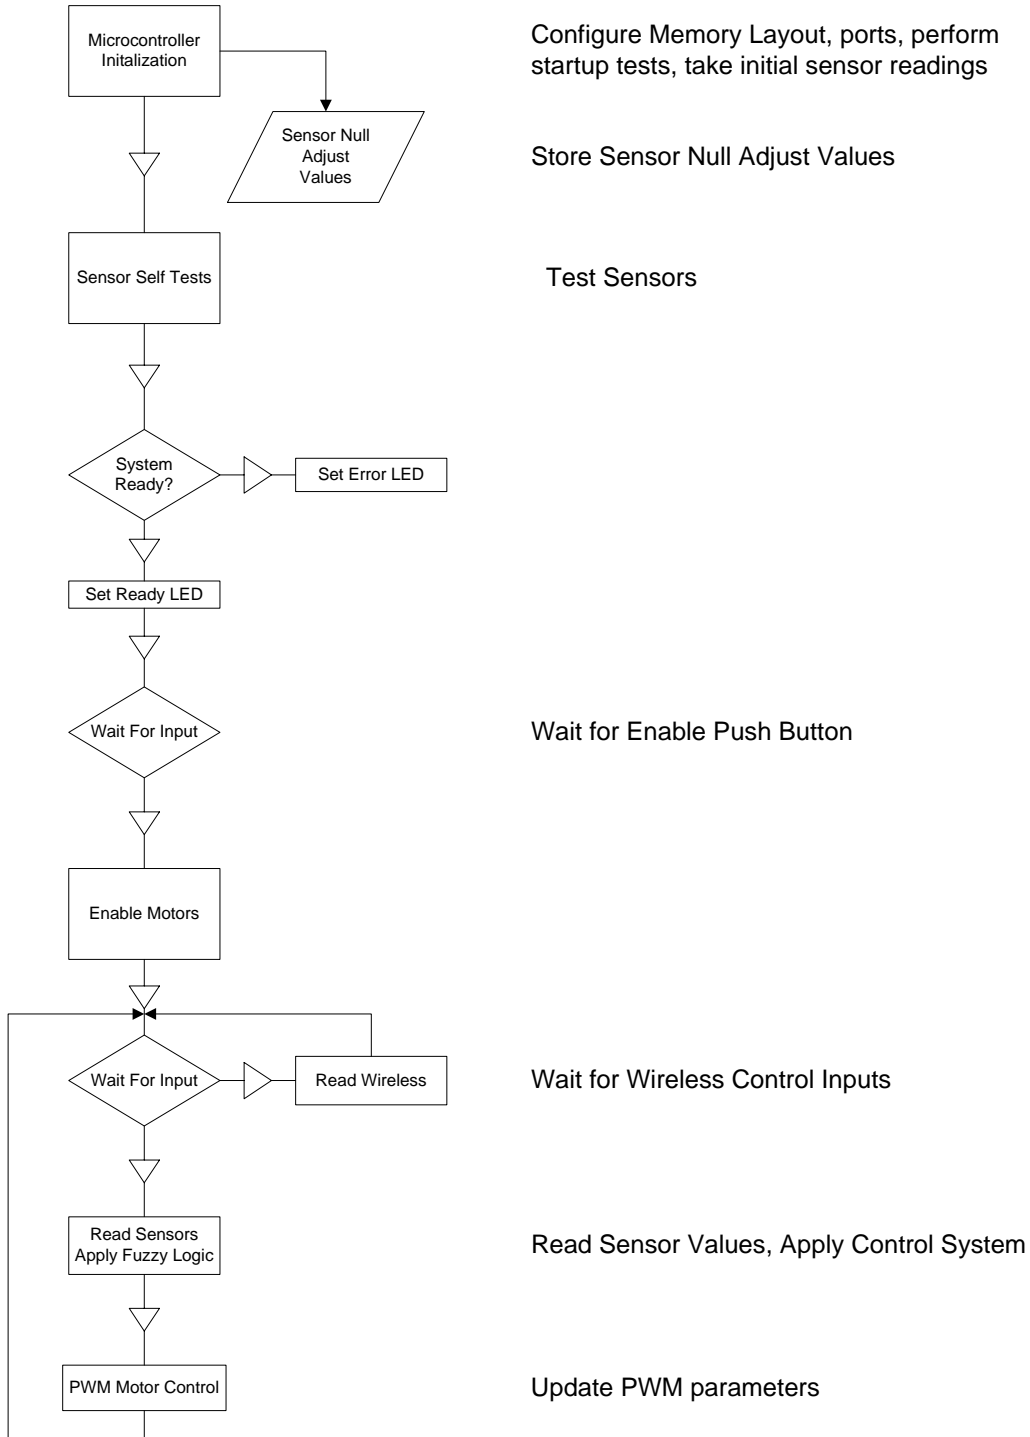 Microcontroller
Initalization
Configure Memory Layout, ports, perform
startup tests, take initial sensor readings
Sensor Null
Adjust
Values
Store Sensor Null Adjust Values
Sensor Self Tests
Test Sensors
System
Ready?
Set Error LED
Set Ready LED
Wait For Input
Wait for Enable Push Button
Enable Motors
Wait For Input
Read Wireless
Wait for Wireless Control Inputs
Read Sensors
Apply Fuzzy Logic
Read Sensor Values, Apply Control System
PWM Motor Control
Update PWM parameters